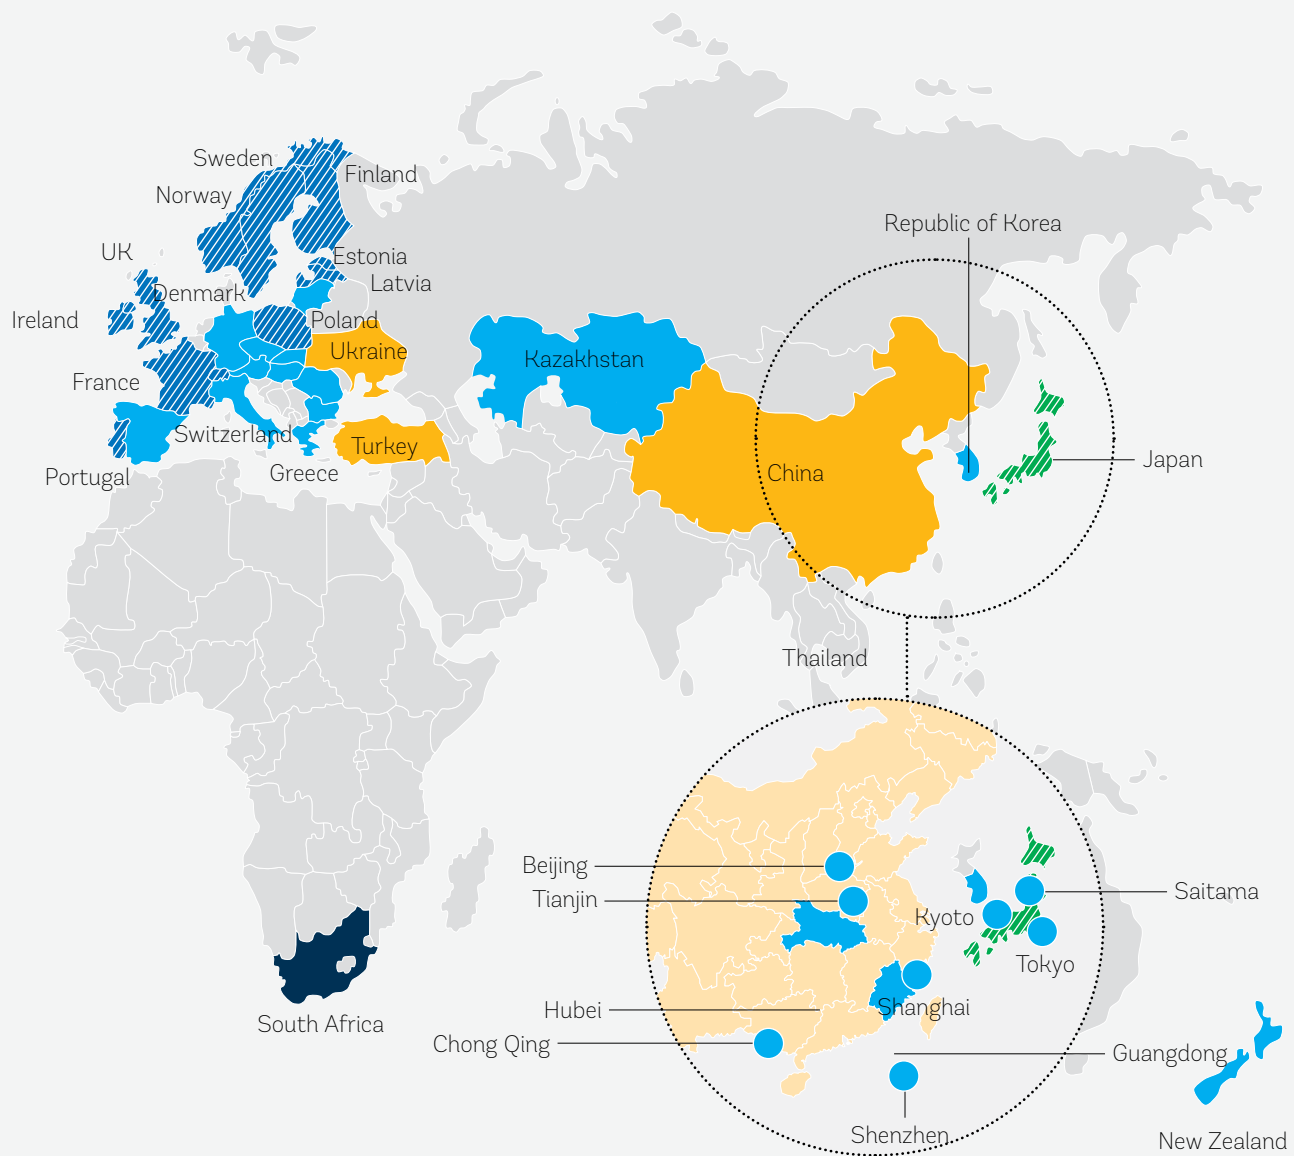 Sweden
Finland
Norway
Republic of Korea
UK
Estonia
Latvia
Denmark
Ireland
Poland
Ukraine
Kazakhstan
France
Switzerland
Turkey
Japan
Greece
China
Portugal
Thailand
Beijing
Saitama
Tianjin
Kyoto
Tokyo
Hubei
Shanghai
South Africa
Chong Qing
Guangdong
Shenzhen
New Zealand